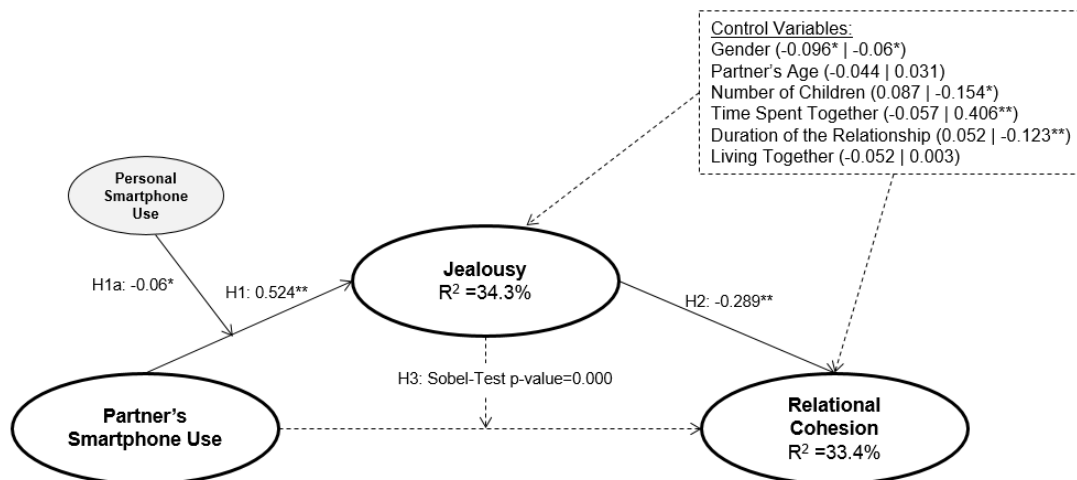 Control Variables:
Gender (-0.096* | -0.06*)
Partner's Age (-0.044 | 0.031)
Number of Children (0.087 | -0.154*)
Time Spent Together (-0.057 | 0.406**)
Duration of the Relationship (0.052 | -0.123**)
Living Together (-0.052 | 0.003)
Personal
Smartphone
Use
H1a: -0.06*
H1: 0.524**
Jealousy
R² =34.3%
H2: -0.289**
H3: Sobel-Test p-value=0.000
Partner's
Smartphone Use
Relational
Cohesion
R² =33.4%